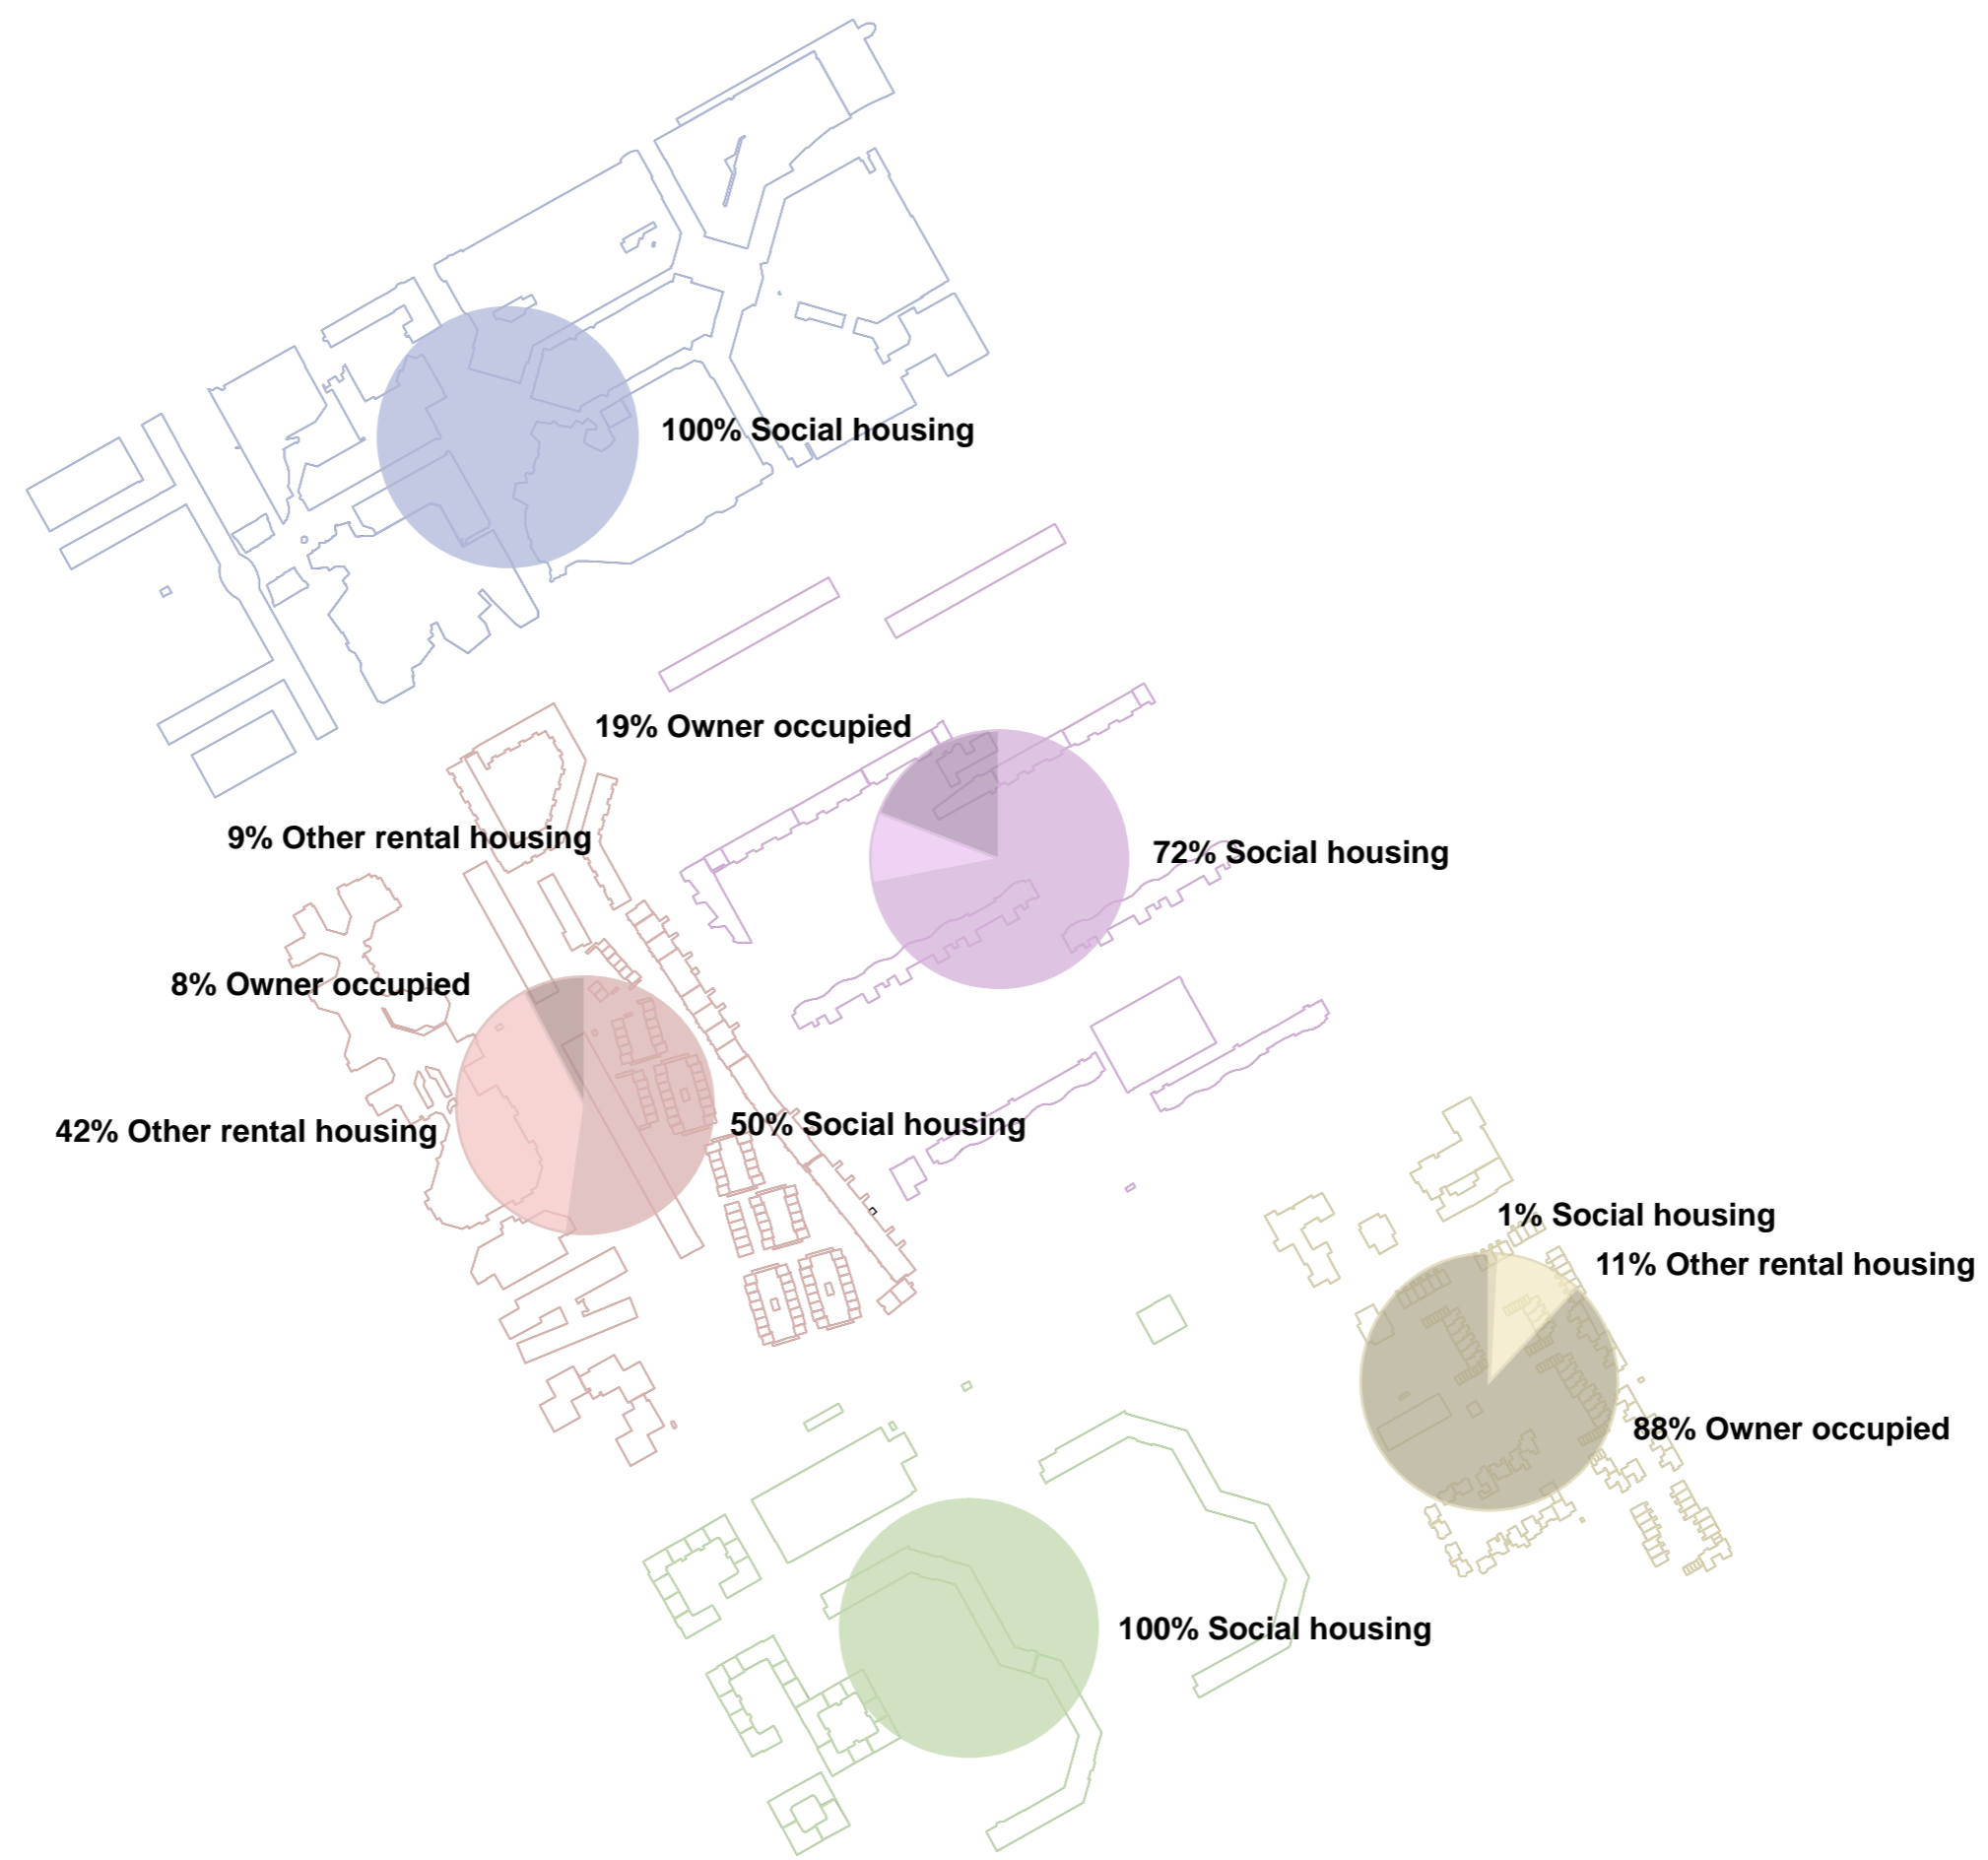 100% Social housing
19% Owner occupied
9% Other rental housing
72% Social housing
8% Owner occupied
42% Other rental housing
50% Social housing
1% Social housing
11% Other rental housing
88% Owner occupied
100% Social housing